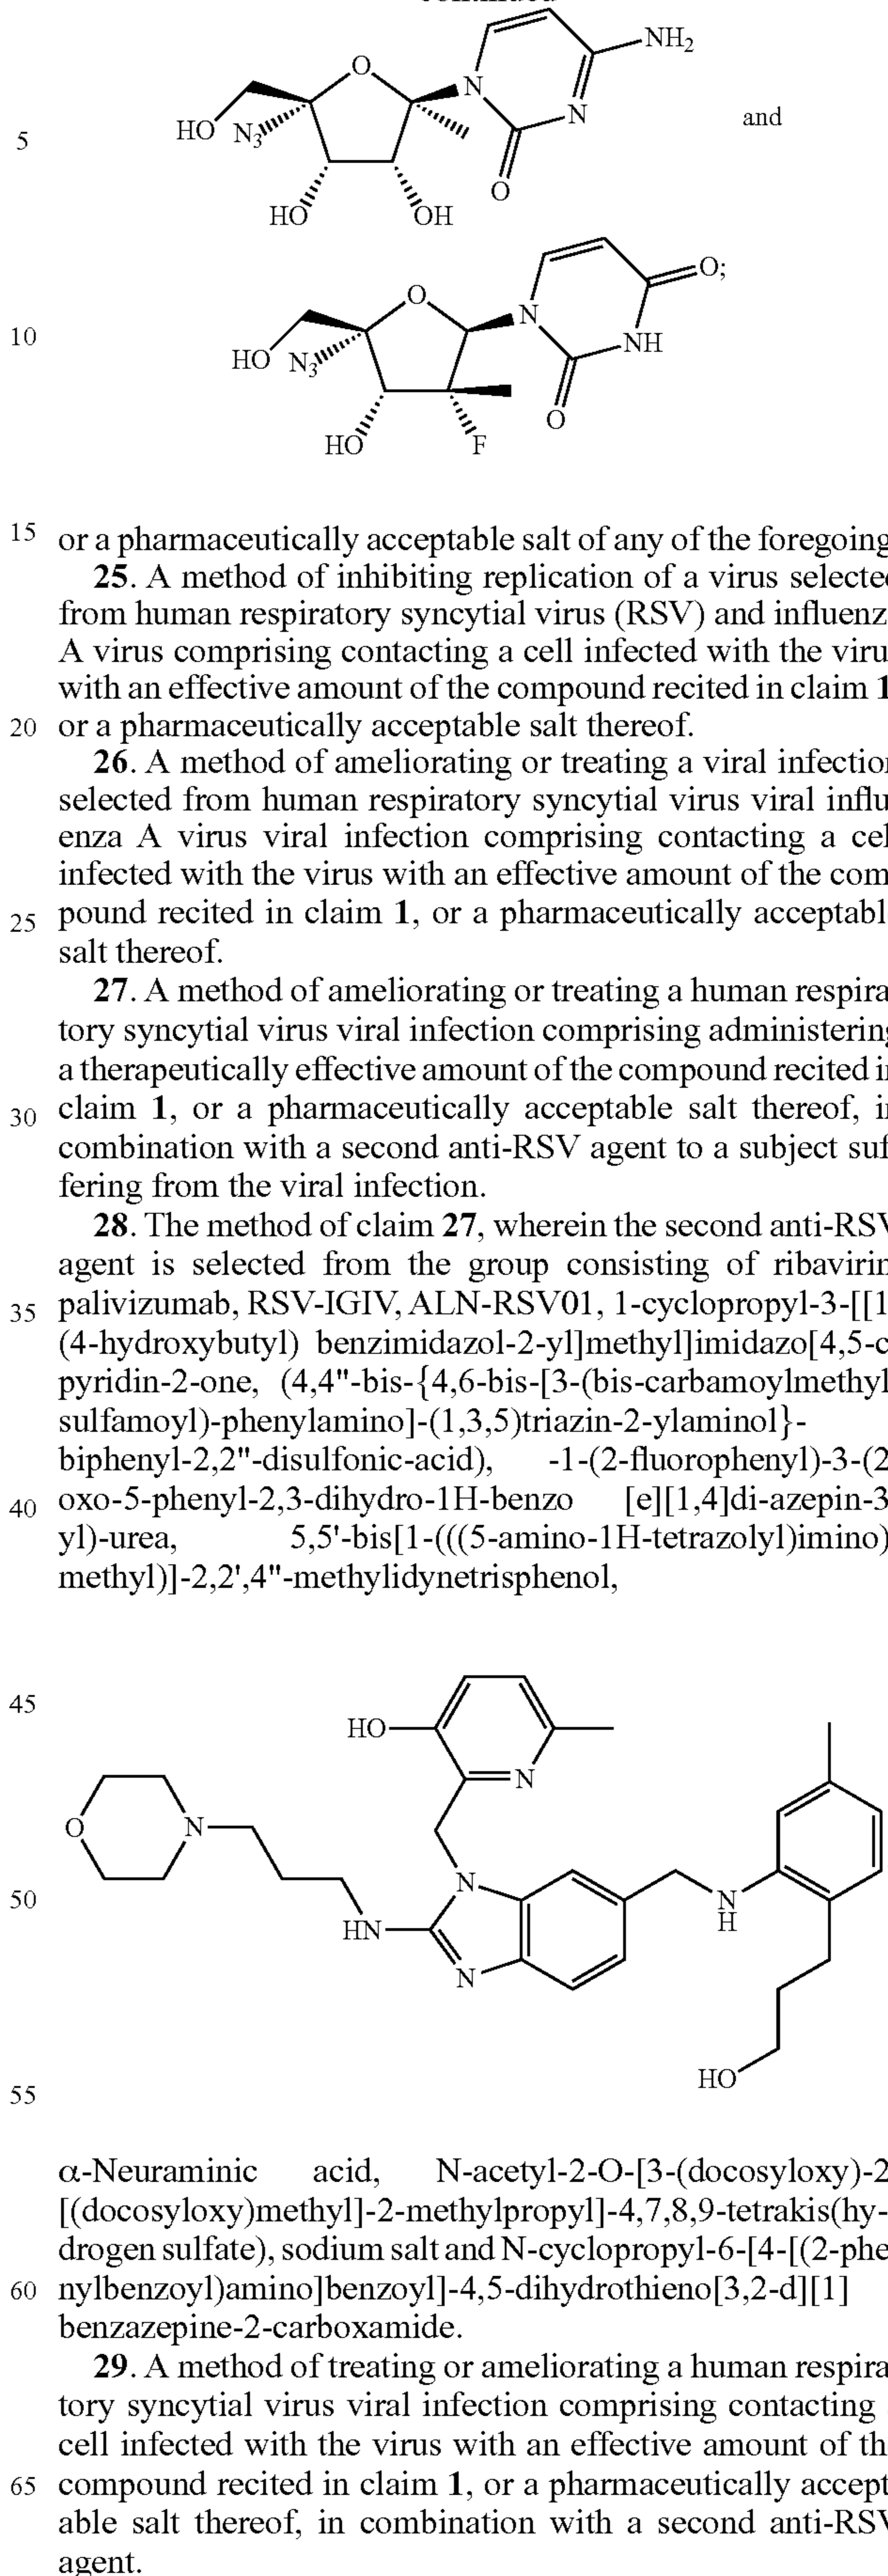 continued
NH2
O
N
HO
N3
N
and
5
O
HO
OH
O;
O
N
10
NH
HO
N3
O
HO
F
15 or a pharmaceutically acceptable salt of any of the foregoing
25. A method of inhibiting replication of a virus selected
from human respiratory syncytial virus (RSV) and influenz
A virus comprising contacting a cell infected with the viru
with an effective amount of the compound recited in claim 1
20 or a pharmaceutically acceptable salt thereof.
26. A method of ameliorating or treating a viral infection
selected from human respiratory syncytial virus viral influ
enza A virus viral infection comprising contacting a cel
infected with the virus with an effective amount of the com
25 pound recited in claim 1, or a pharmaceutically acceptabl
salt thereof.
27. A method of ameliorating or treating a human respira
tory syncytial virus viral infection comprising administering
a therapeutically effective amount of the compound recited in
30 claim 1, or a pharmaceutically acceptable salt thereof, in
combination with a second anti-RSV agent to a subject suf
fering from the viral infection.
28. The method of claim 27, wherein the second anti-RSV
agent is selected from the group consisting of ribavirin
35 palivizumab, RSV-IGIV, ALN-RSV01, 1-cyclopropyl-3-[[1
(4-hydroxybutyl) benzimidazol-2-yl]methyl]imidazo[4,5-c
pyridin-2-one, (4,4"-bis-{4,6-bis-[3-(bis-carbamoylmethyl
sulfamoyl)-phenylamino]-(1,3,5)triazin-2-ylaminol}-
biphenyl-2,2"-disulfonic-acid), -1-(2-fluorophenyl)-3-(2
40 oxo-5-phenyl-2,3-dihydro-1H-benzo [e][1,4]di-azepin-3
yl)-urea, 5,5'-bis[1-(((5-amino-1H-tetrazolyl)imino)
methyl)]-2,2',4"-methylidynetrisphenol,
45
HO
N
O
N
50
N
N
H
HN
N
HO
55
α-Neuraminic acid, N-acetyl-2-O-[3-(docosyloxy)-2
[(docosyloxy)methyl]-2-methylpropyl]-4,7,8,9-tetrakis(hy-
drogen sulfate), sodium salt and N-cyclopropyl-6-[4-[(2-phe
60 nylbenzoyl)amino]benzoyl]-4,5-dihydrothieno[3,2-d][1]
benzazepine-2-carboxamide.
29. A method of treating or ameliorating a human respira
tory syncytial virus viral infection comprising contacting
cell infected with the virus with an effective amount of th
65 compound recited in claim 1, or a pharmaceutically accept
able salt thereof, in combination with a second anti-RSV
agent.